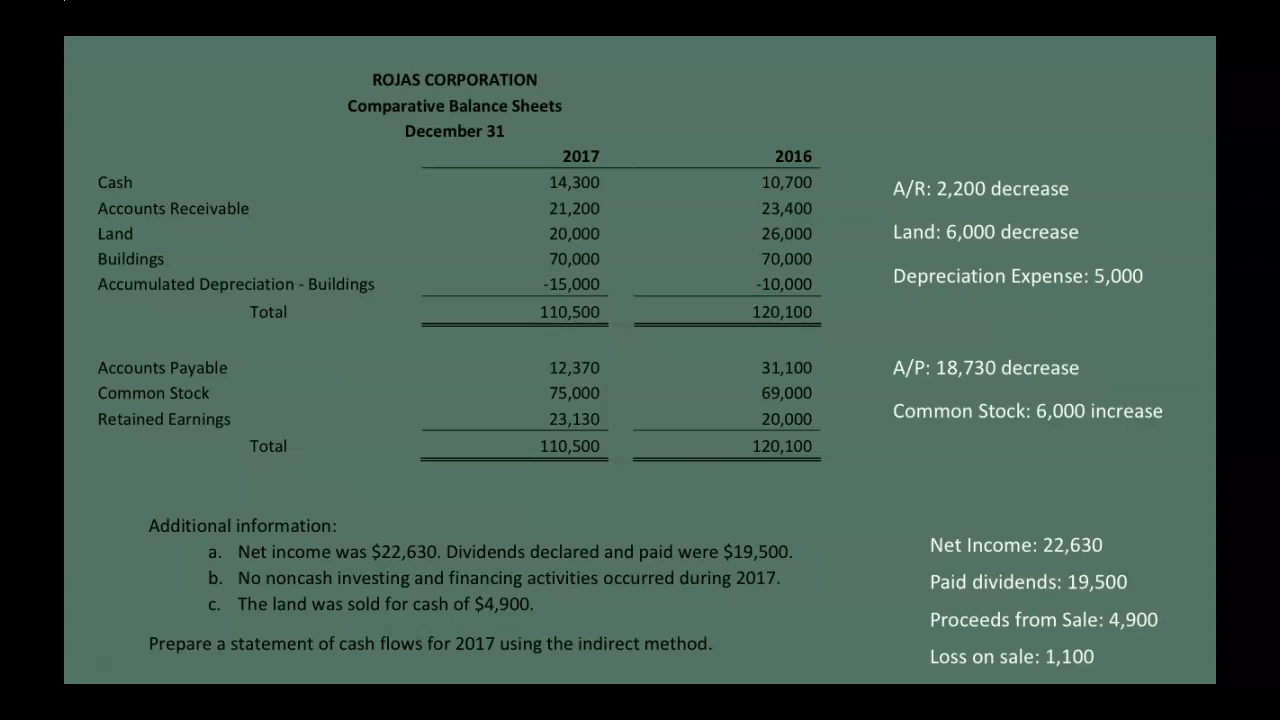 ROJAS CORPORATION
Comparative Balance Sheets
December 31
2017 2016
Cash 14,300 10,700
Accounts Receivable 21,200 23,400
Land 20,000 26,000
Buildings 70,000 70,000
Accumulated Depreciation - Buildings -15,000 -10,000
Total 110,500 120,100
Accounts Payable 12,370 31,100
Common Stock 75,000 69,000
Retained Earnings 23,130 20,000
Total 110,500 120,100
A/R: 2,200 decrease
Land: 6,000 decrease
Depreciation Expense: 5,000
A/P: 18,730 decrease
Common Stock: 6,000 increase
Additional information:
a. Net income was $22,630. Dividends declared and paid were $19,500.
b. No noncash investing and financing activities occurred during 2017.
c. The land was sold for cash of $4,900.
Prepare a statement of cash flows for 2017 using the indirect method.
Net Income: 22,630
Paid dividends: 19,500
Proceeds from Sale: 4,900
Loss on sale: 1,100